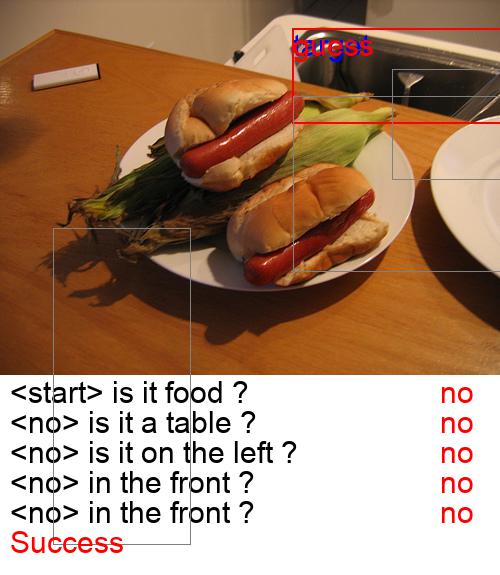 guess
<start> is it food ? no
<no> is it a table ? no
<no> is it on the left ? no
<no> in the front ? no
<no> in the front ? no
Success